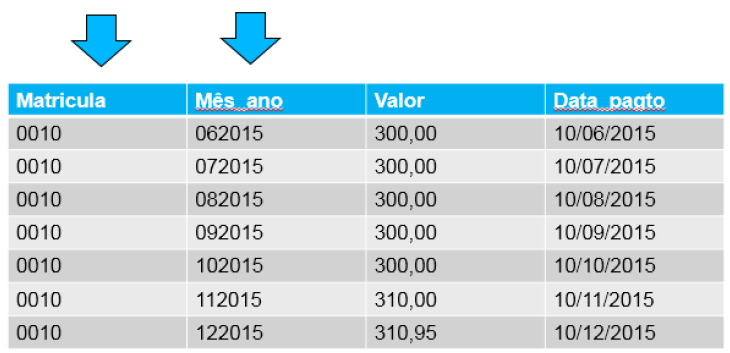 Matricula Mês_ano Valor Data_pagto
0010 062015 300,00 10/06/2015
0010 072015 300,00 10/07/2015
0010 082015 300,00 10/08/2015
0010 092015 300,00 10/09/2015
0010 102015 300,00 10/10/2015
0010 112015 310,00 10/11/2015
0010 122015 310,95 10/12/2015